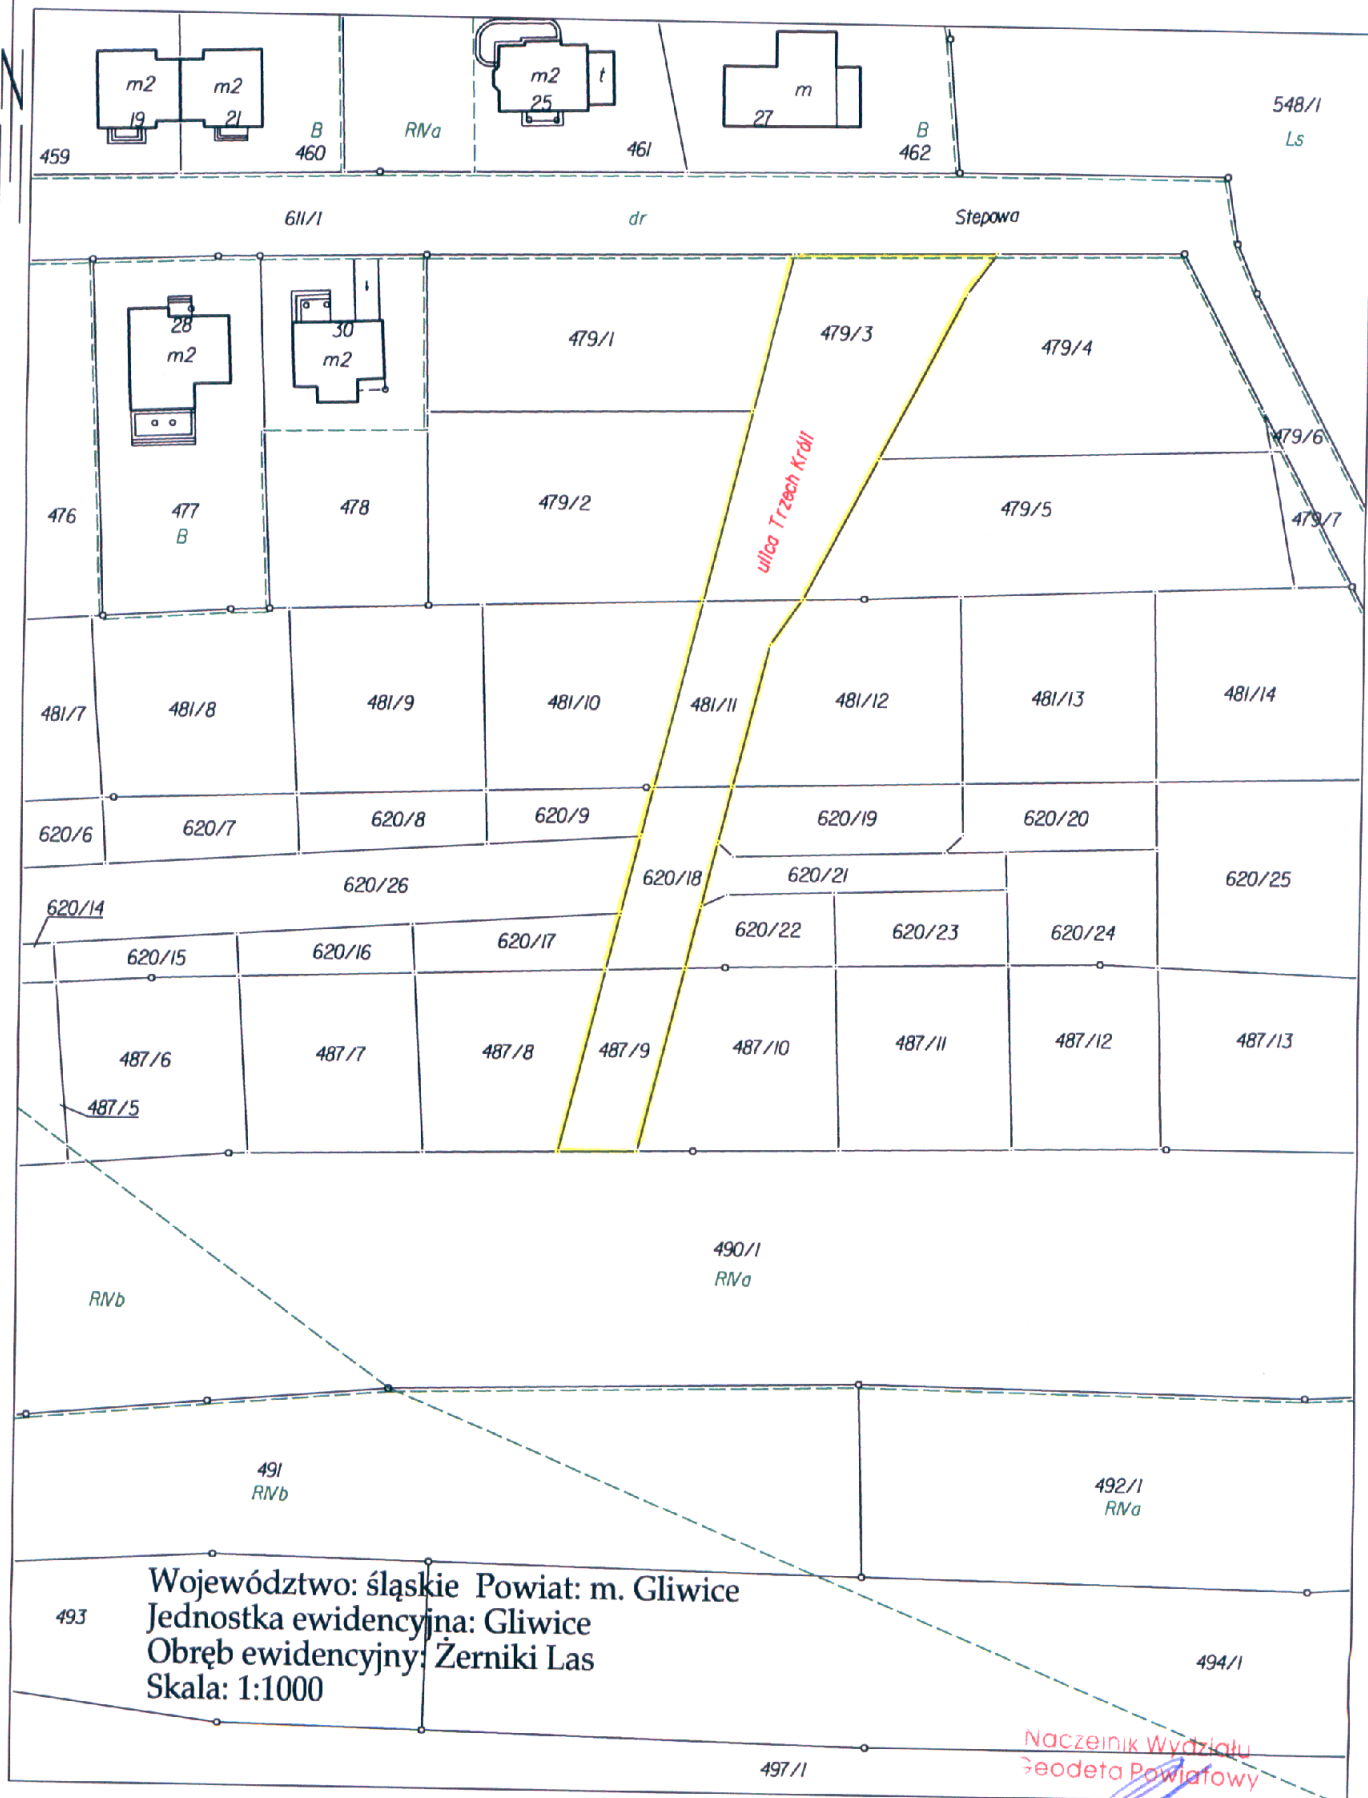 N
m2
19
m2
21
B
460
459
RIVa
m2
25
t
461
m
27
B
462
548/1
Ls
611/1
dr
Stepowa
28
m2
30
m2
479/1
479/3
479/4
479/6
476
477
B
478
479/2
ulica Trzech Króli
479/5
479/7
481/7
481/8
481/9
481/10
481/11
481/12
481/13
481/14
620/6
620/7
620/8
620/9
620/19
620/20
620/26
620/18
620/21
620/25
620/14
620/15
620/16
620/17
620/22
620/23
620/24
487/6
487/7
487/8
487/9
487/10
487/11
487/12
487/13
487/5
490/1
RIVa
RIVb
491
RIVb
492/1
RIVa
Województwo: śląskie Powiat: m. Gliwice
Jednostka ewidencyjna: Gliwice
Obręb ewidencyjny: Żerniki Las
Skala: 1:1000
493
494/1
497/1
Naczelnik Wydziału
Geodeta Powiatowy